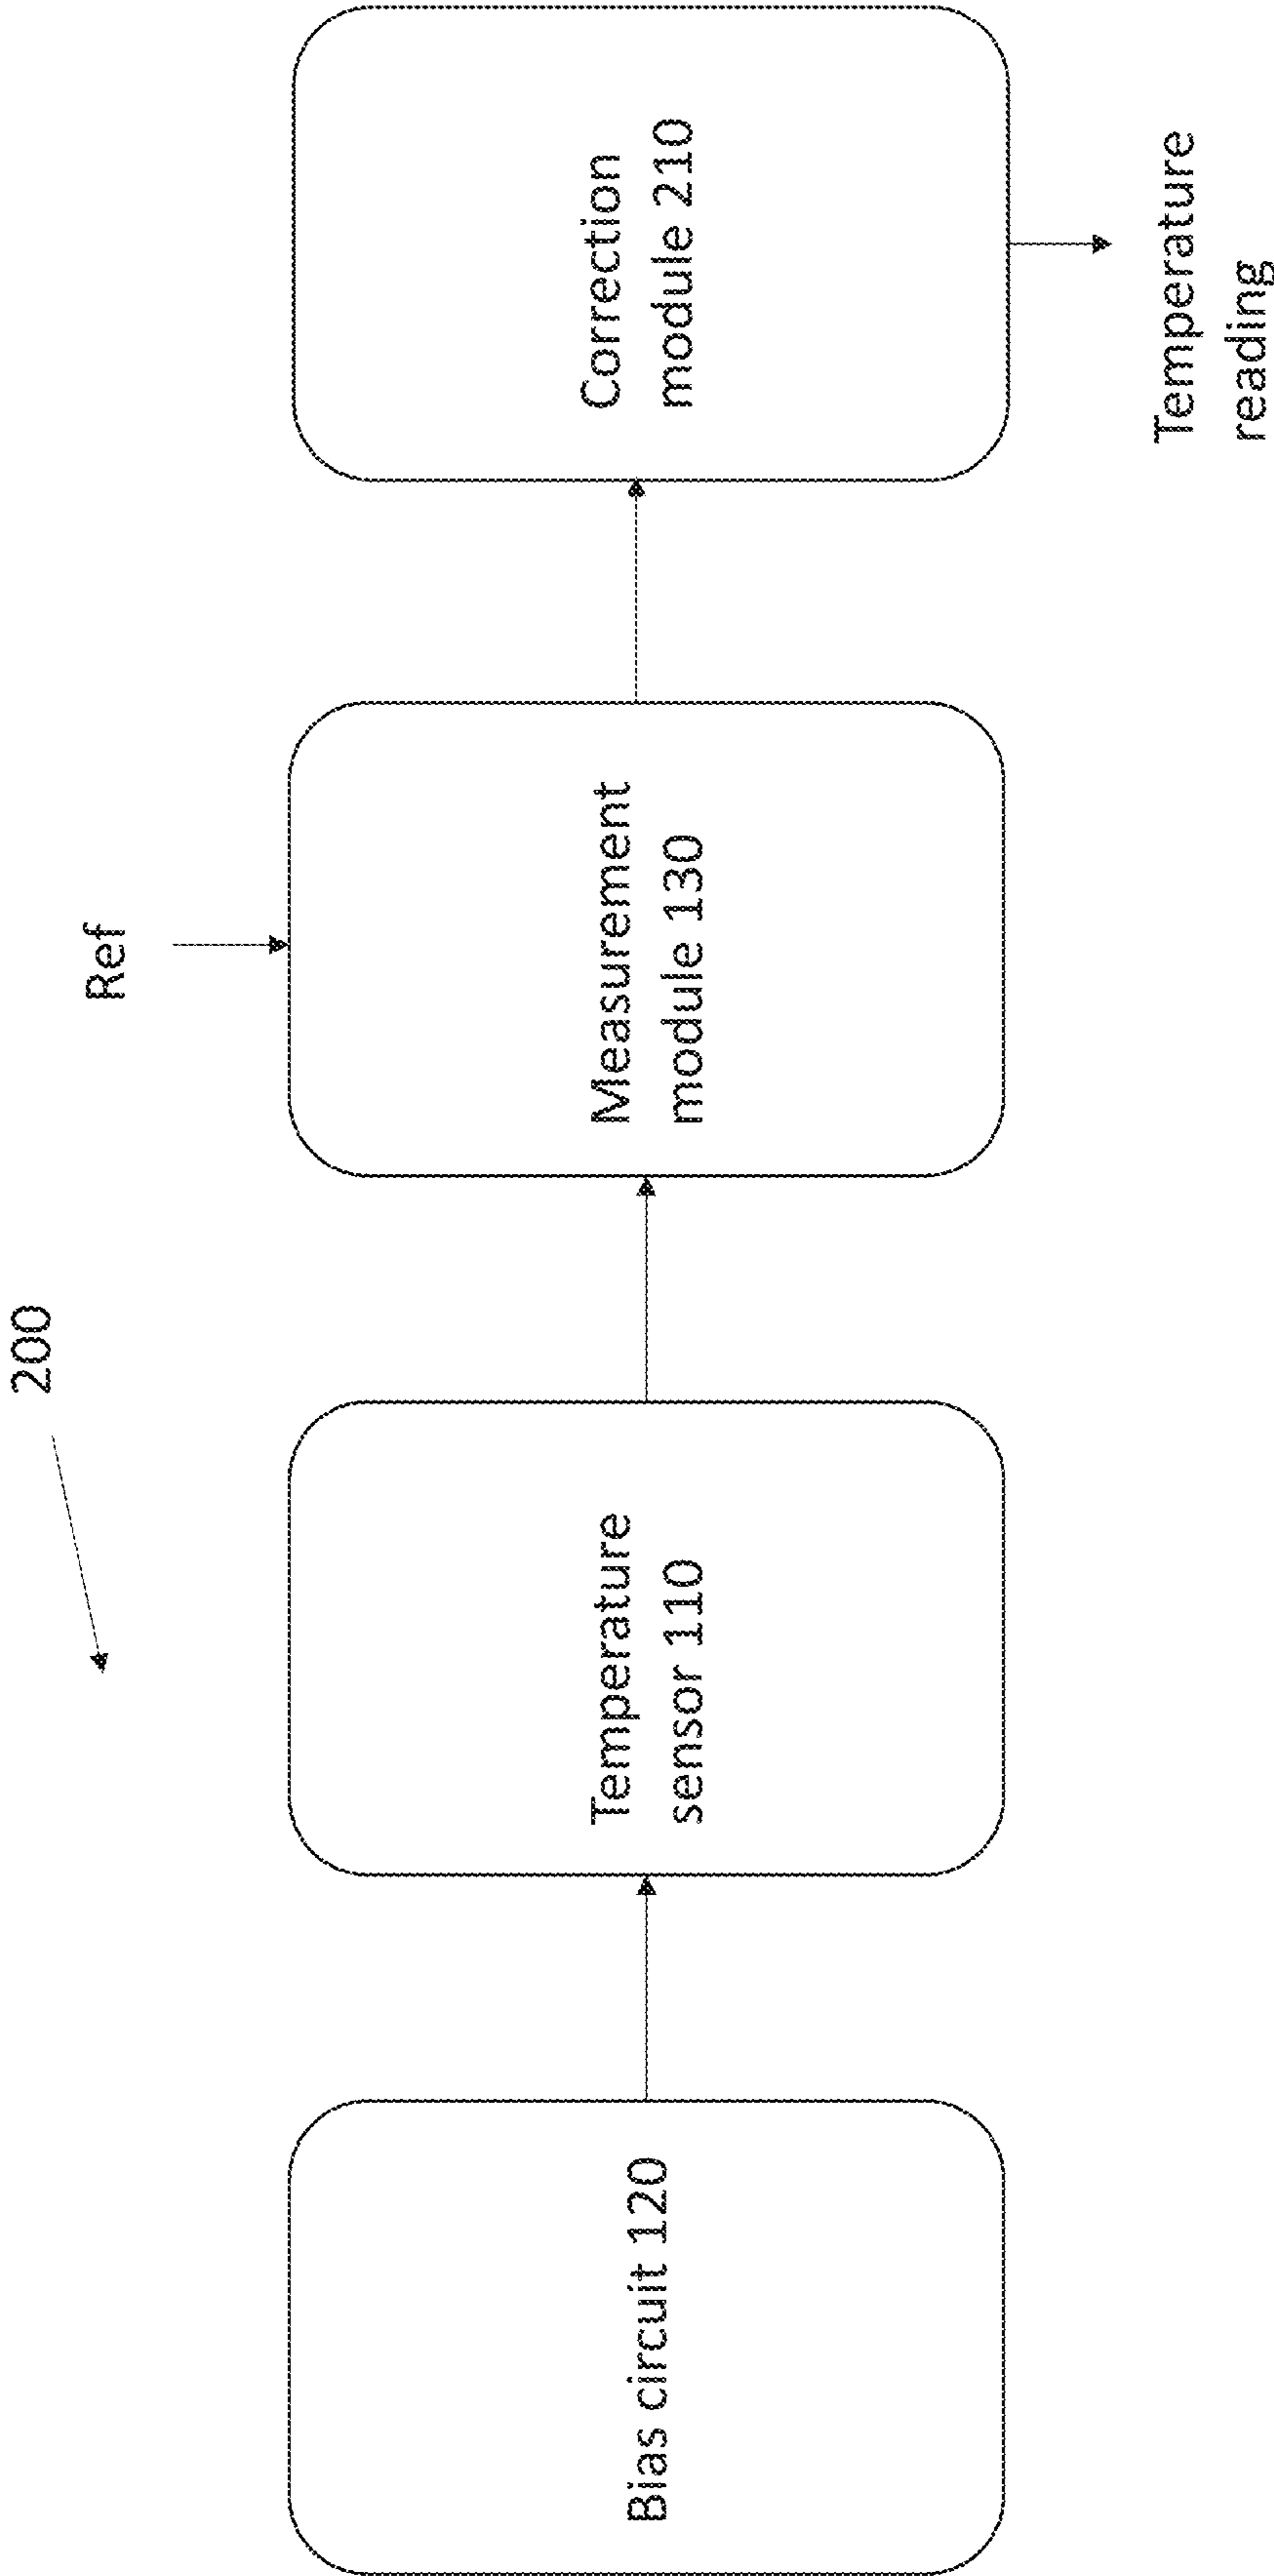 200
Ref
Bias circuit 120
Temperature
sensor 110
Measurement
module 130
Correction
module 210
Temperature
reading